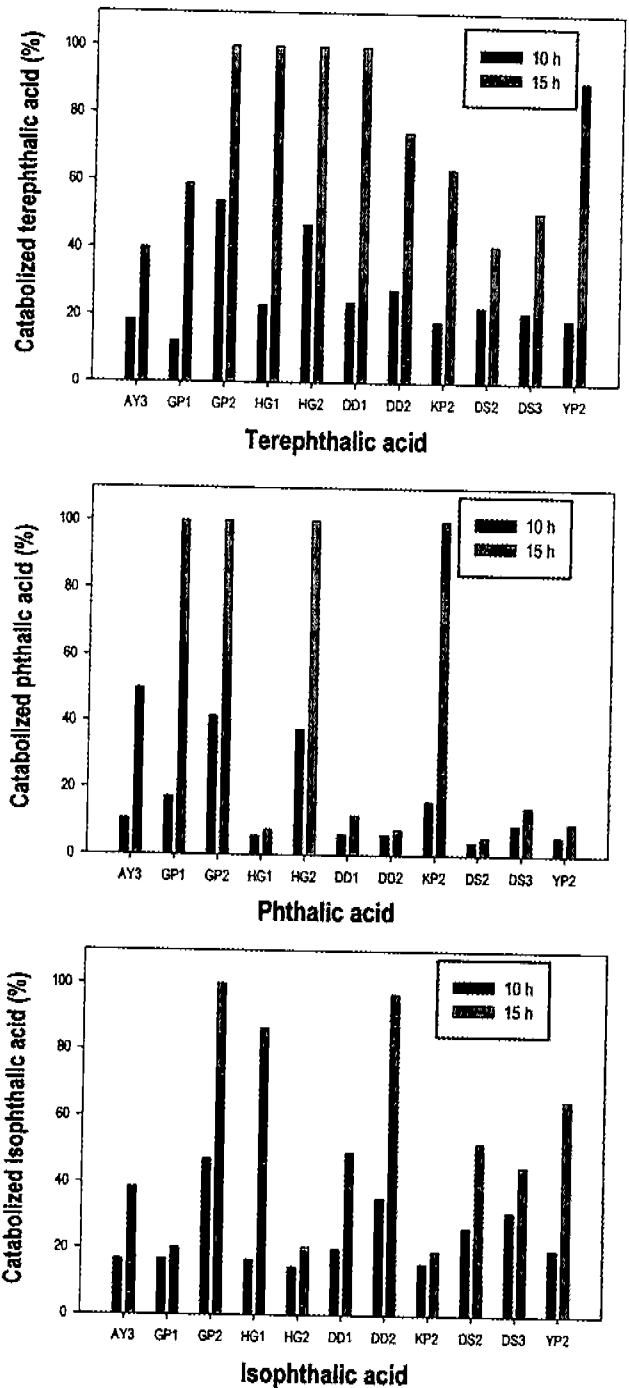 Catabolized terephthalic acid (%)
100
80
60
40
20
0
10 h
15 h
AY3 GP1 GP2 HG1 HG2 DD1 DD2 KP2 DS2 DS3 YP2
Terephthalic acid
Catabolized phthalic acid (%)
100
80
60
40
20
0
10 h
15 h
AY3 GP1 GP2 HG1 HG2 DD1 DD2 KP2 DS2 DS3 YP2
Phthalic acid
Catabolized isophthalic acid (%)
100
80
60
40
20
0
10 h
15 h
AY3 GP1 GP2 HG1 HG2 DD1 DD2 KP2 DS2 DS3 YP2
Isophthalic acid